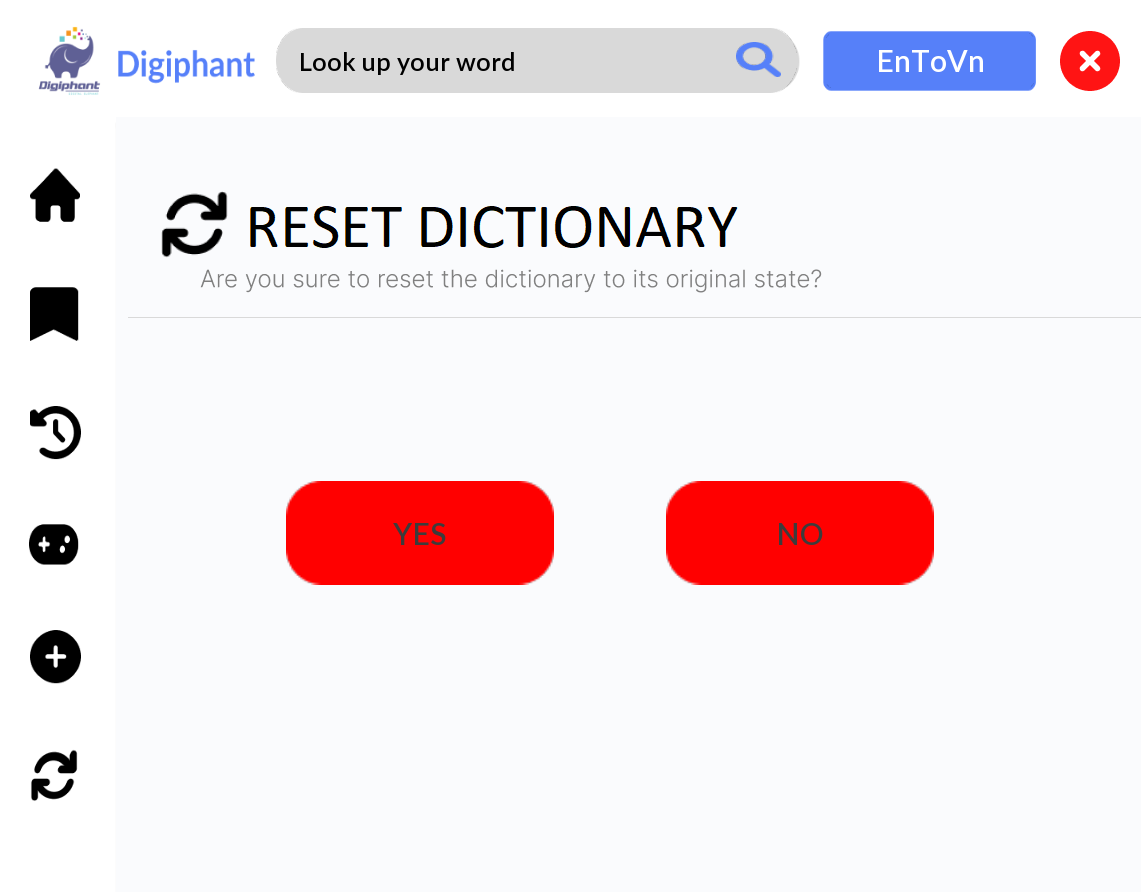 Digiphant
Digiphant
Look up your word
EnToVn
RESET DICTIONARY
Are you sure to reset the dictionary to its original state?
YES
NO